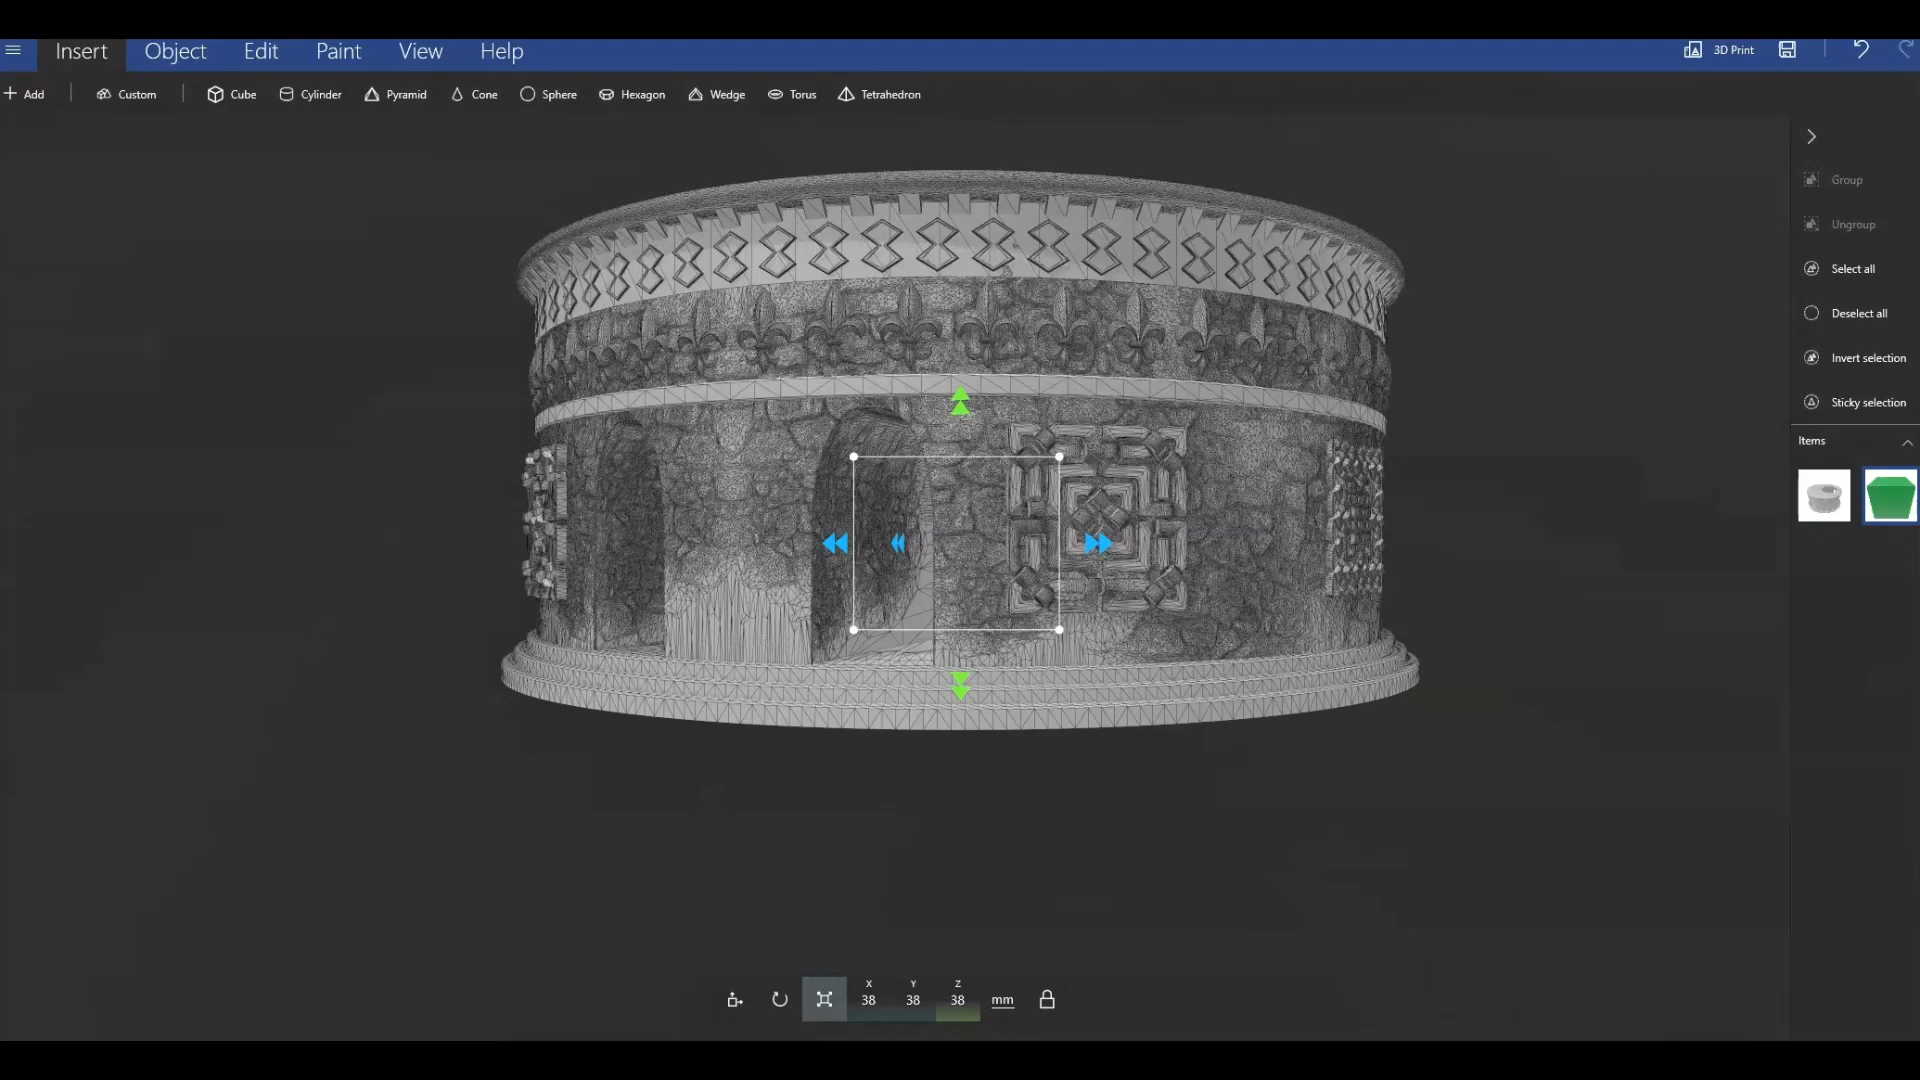 Insert Object Edit Paint View Help 3D Print
Add Custom Cube Cylinder Pyramid Cone Sphere Hexagon Wedge Torus Tetrahedron
Group
Ungroup
Select all
Deselect all
Invert selection
Sticky selection
Items
X Y Z
38 38 38 mm